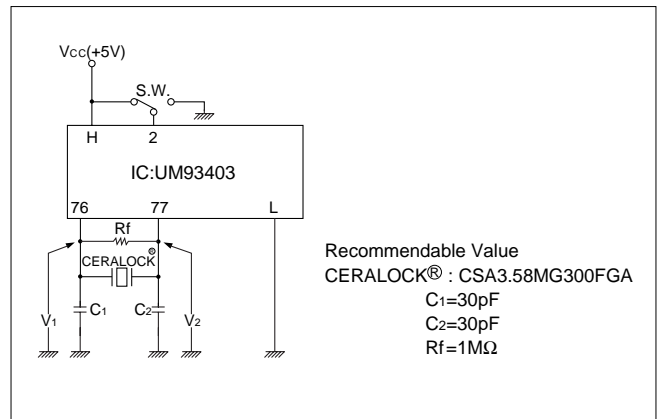 Vcc(+5V)
S.W.
H 2
IC:UM93403
76 77 L
Rf
CERALOCK®
V1 C1 C2 V2
Recommendable Value
CERALOCK® : CSA3.58MG300FGA
C1=30pF
C2=30pF
Rf=1MΩ